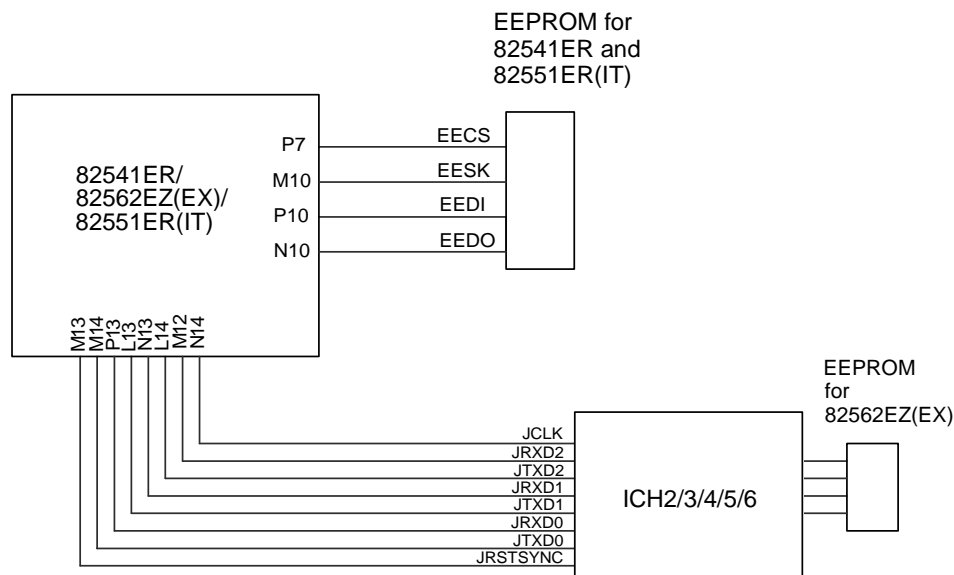 EEPROM for
82541ER and
82551ER(IT)
82541ER/
82562EZ(EX)/
82551ER(IT)
P7
M10
P10
N10
EECS
EESK
EEDI
EEDO
M13
M14
P13
L13
N13
L14
M12
N14
EEPROM
for
82562EZ(EX)
JCLK
JRXD2
JTXD2
JRXD1
JTXD1
JRXD0
JTXD0
JRSTSYNC
ICH2/3/4/5/6